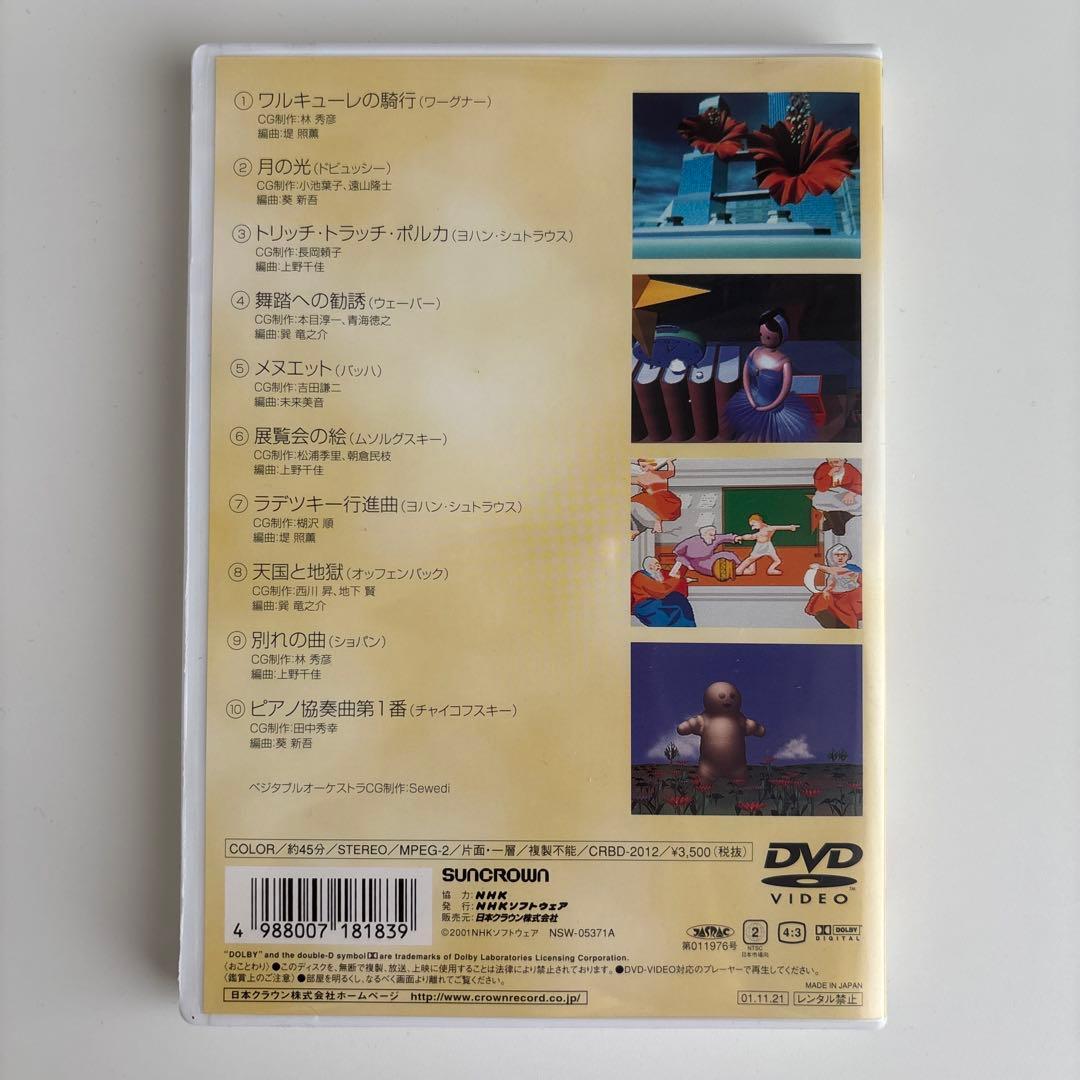 ① ワルキューレの騎行(ワーグナー)
CG制作:林 秀彦
編曲:堤 照薫
② 月の光(ドビュッシー)
CG制作:小池葉子、遠山隆士
編曲:葵 新吾
③ トリッチ・トラッチ・ポルカ(ヨハン・シュトラウス)
CG制作:長岡頼子
編曲:上野千佳
④ 舞踏への勧誘(ウェーバー)
CG制作:本目淳一、青海徳之
編曲:巽 竜之介
⑤ メヌエット(バッハ)
CG制作:吉田謙二
編曲:未来美音
⑥ 展覧会の絵(ムソルグスキー)
CG制作:松浦季里、朝倉民枝
編曲:上野千佳
⑦ ラデツキー行進曲(ヨハン・シュトラウス)
CG制作:楜沢 順
編曲:堤 照薫
⑧ 天国と地獄(オッフェンバック)
CG制作:西川 昇、地下 賢
編曲:巽 竜之介
⑨ 別れの曲(ショパン)
CG制作:林 秀彦
編曲:上野千佳
⑩ ピアノ協奏曲第1番(チャイコフスキー)
CG制作:田中秀幸
編曲:葵 新吾
ベジタブルオーケストラCG制作:Sewedi
COLOR/約45分/STEREO/MPEG-2/片面・一層/複製不能/CRBD-2012/¥3,500(税抜)
DVD
VIDEO™
4 988007 181839
SUNCROWN
協 力:NHK
発 行:NHKソフトウェア
販売元:日本クラウン株式会社
©2001NHKソフトウェア NSW-05371A
JASRAC
第011976号
2
NTSC
日本市場向
4:3
DOLBY
DIGITAL
"DOLBY" and the double-D symbol are trademarks of Dolby Laboratories Licensing Corporation.
(おことわり)●このディスクを、無断で複製、放送、上映に使用することは法律により禁止されております。●DVD-VIDEO対応のプレーヤーで再生してください。
(鑑賞上のご注意)●部屋を明るくし、なるべく画面より離れてご覧ください。
MADE IN JAPAN
日本クラウン株式会社ホームページ http://www.crownrecord.co.jp/
01.11.21
レンタル禁止